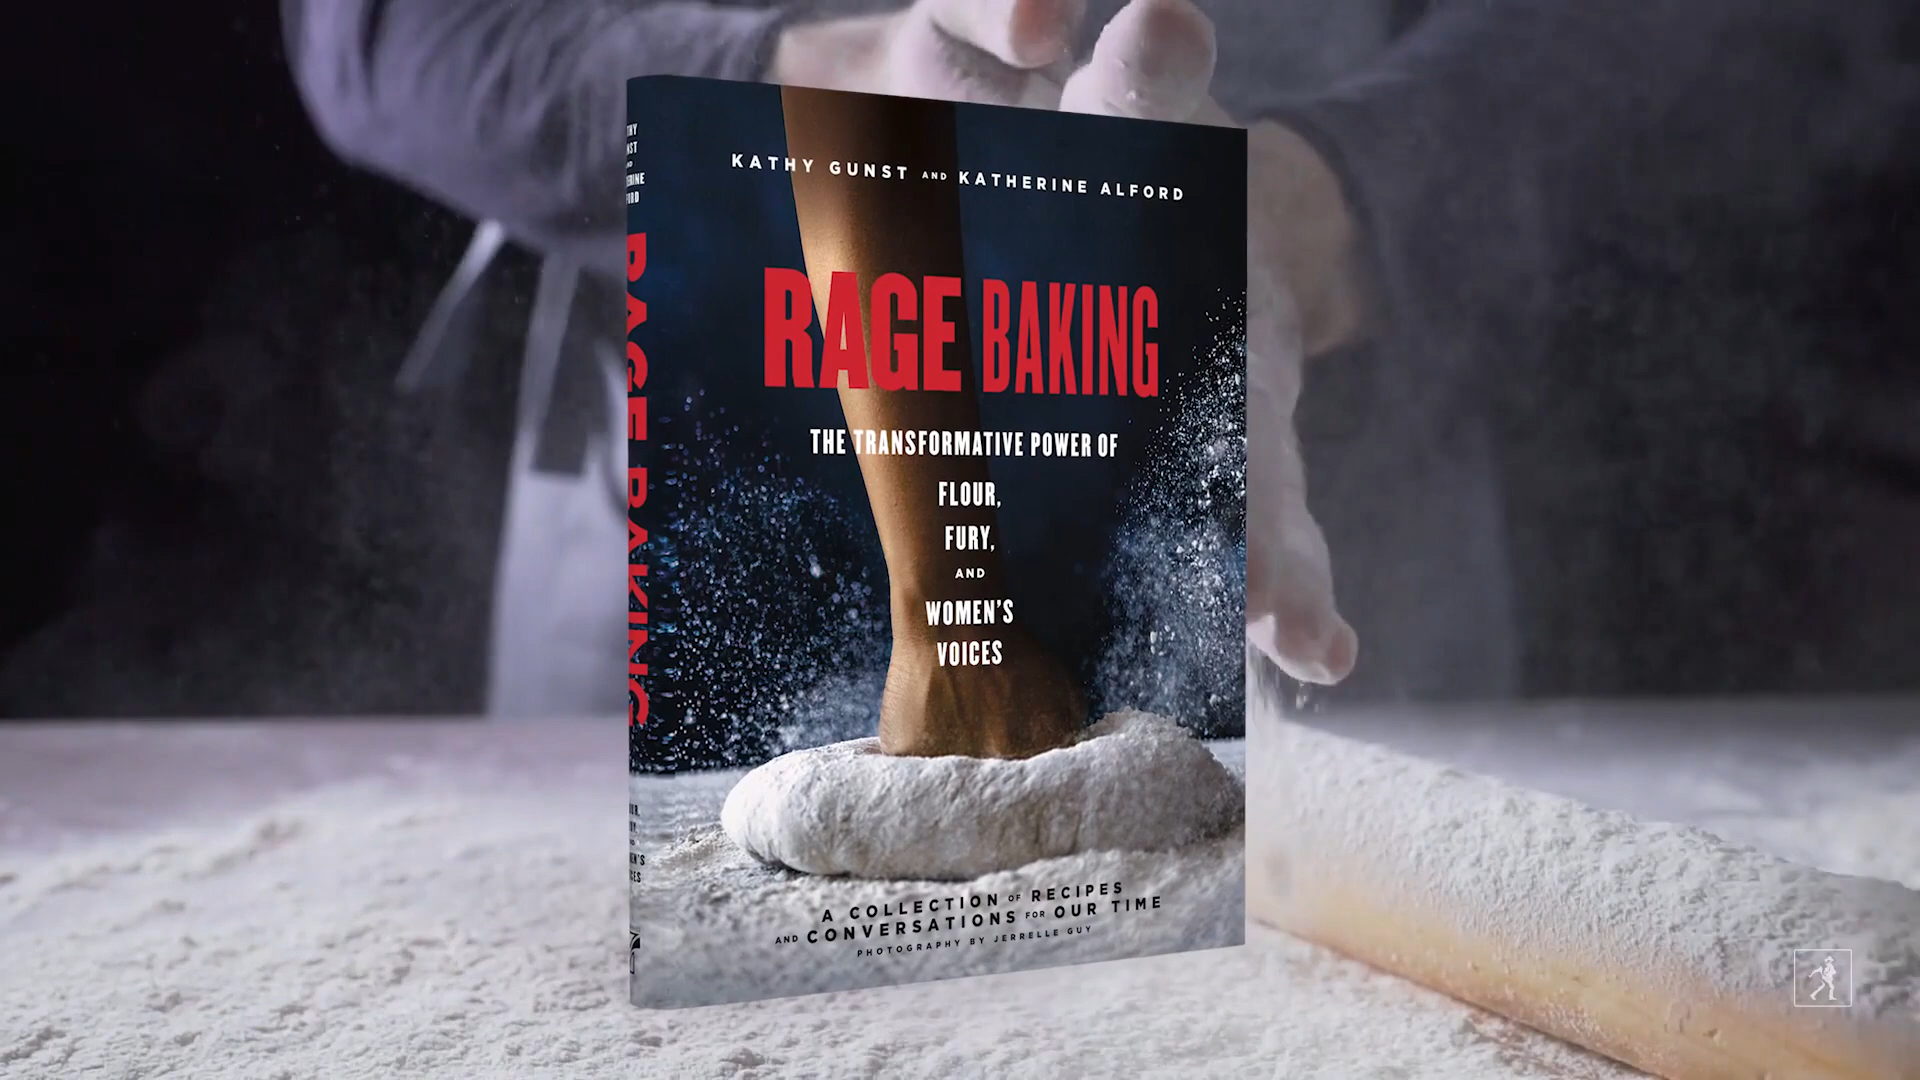 KATHY GUNST AND KATHERINE ALFORD
RAGE BAKING
THE TRANSFORMATIVE POWER OF
FLOUR,
FURY,
AND
WOMEN'S
VOICES
A COLLECTION OF RECIPES
AND CONVERSATIONS FOR OUR TIME
PHOTOGRAPHY BY JERRELLE GUY
RAGE BAKING